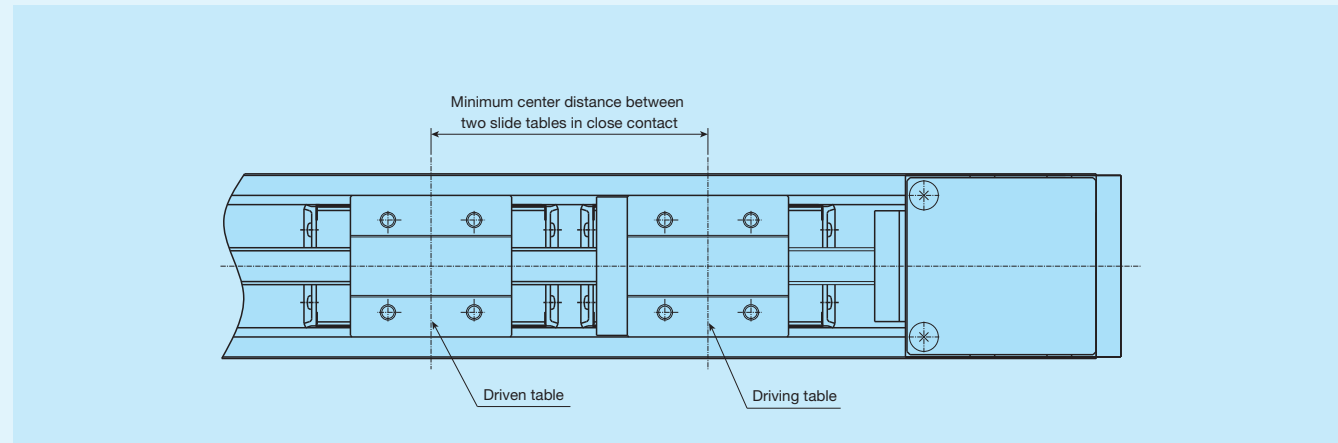 Minimum center distance between
two slide tables in close contact
Driven table
Driving table